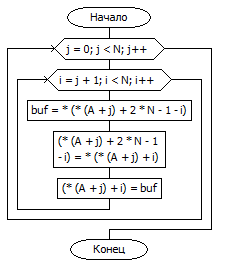 Начало
j = 0; j < N; j++
i = j + 1; i < N; i++
buf = * (* (A + j) + 2 * N - 1 - i)
(* (A + j) + 2 * N - 1
- i) = * (* (A + j) + i)
(* (A + j) + i) = buf
Конец